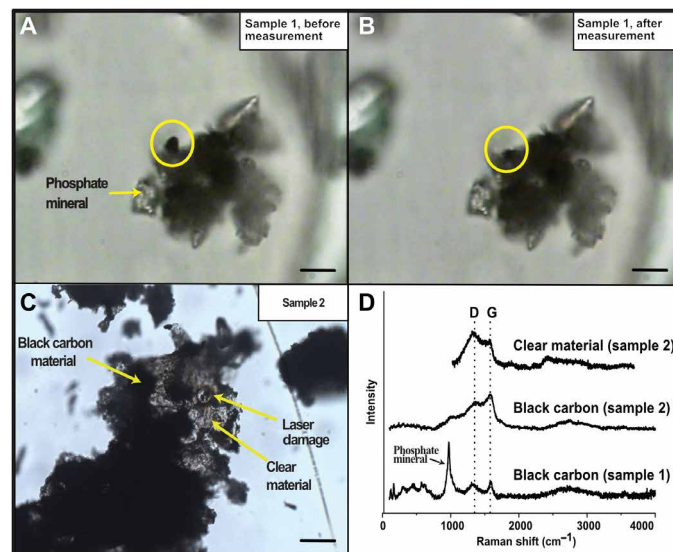 A
Sample 1, before
measurement
Phosphate
mineral
B
Sample 1, after
measurement
C
Sample 2
Black carbon
material
Laser
damage
Clear
material
D
D G
Clear material (sample 2)
Black carbon (sample 2)
Phosphate
mineral
Black carbon (sample 1)
Intensity
1000 2000 3000 4000
Raman shift (cm⁻¹)